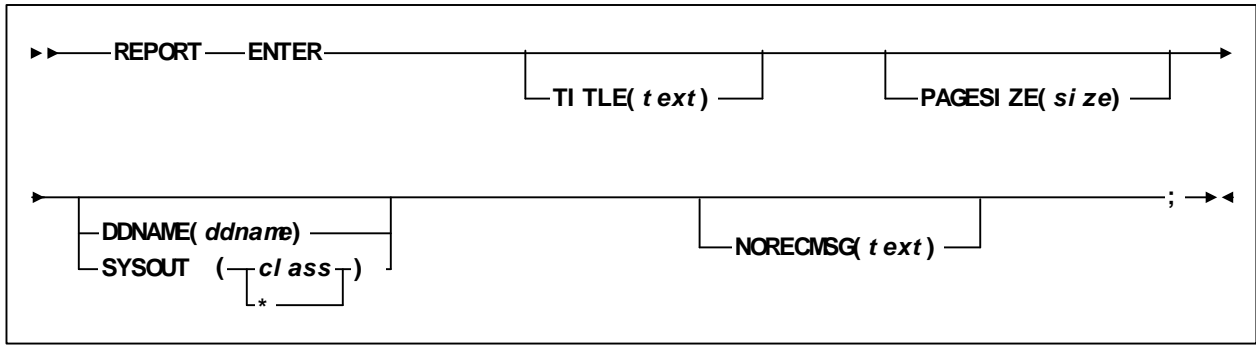 REPORT ENTER
TITLE(text) PAGESIZE(size)
DDNAME(ddname) ;
NORECMSG(text)
SYSOUT (class)
*